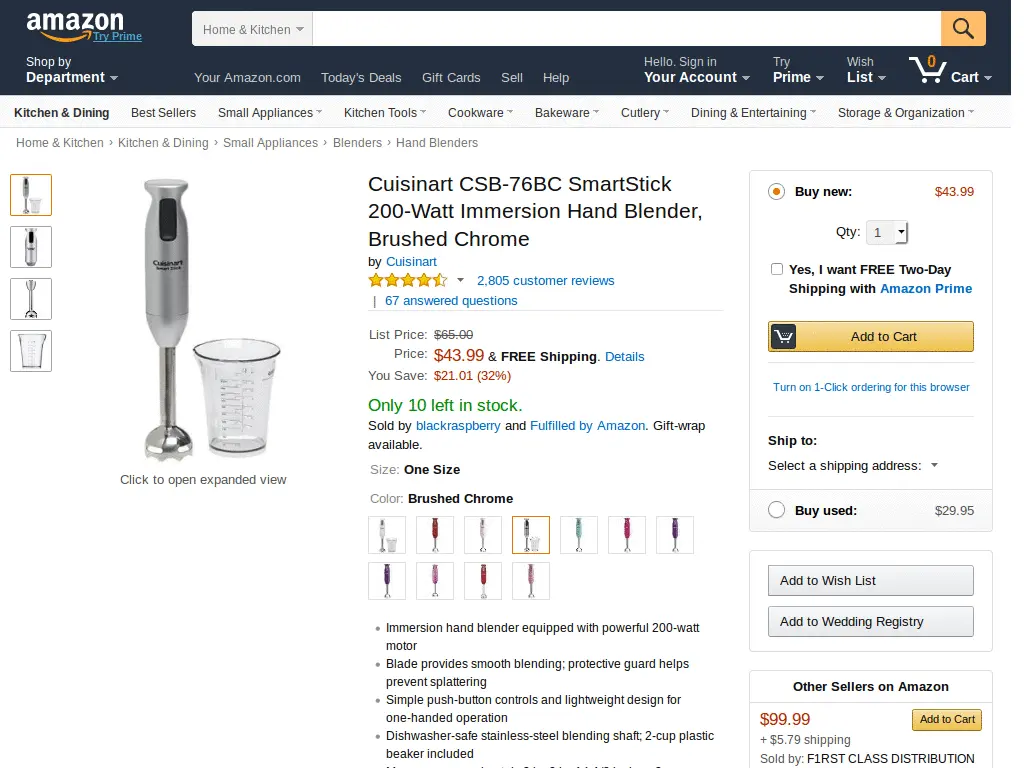 amazon
Try Prime
Home & Kitchen
Shop by
Department
Your Amazon.com
Today's Deals
Gift Cards
Sell
Help
Hello. Sign in
Your Account
Try
Prime
Wish
List
0
Cart
Kitchen & Dining
Best Sellers
Small Appliances
Kitchen Tools
Cookware
Bakeware
Cutlery
Dining & Entertaining
Storage & Organization
Home & Kitchen › Kitchen & Dining › Small Appliances › Blenders › Hand Blenders
Cuisinart
Smart Stick
Click to open expanded view
Cuisinart CSB-76BC SmartStick
200-Watt Immersion Hand Blender,
Brushed Chrome
by Cuisinart
2,805 customer reviews
| 67 answered questions
List Price: $65.00
Price: $43.99 & FREE Shipping. Details
You Save: $21.01 (32%)
Only 10 left in stock.
Sold by blackraspberry and Fulfilled by Amazon. Gift-wrap
available.
Size: One Size
Color: Brushed Chrome
• Immersion hand blender equipped with powerful 200-watt
motor
• Blade provides smooth blending; protective guard helps
prevent splattering
• Simple push-button controls and lightweight design for
one-handed operation
• Dishwasher-safe stainless-steel blending shaft; 2-cup plastic
beaker included
Buy new: $43.99
Qty: 1
Yes, I want FREE Two-Day
Shipping with Amazon Prime
Add to Cart
Turn on 1-Click ordering for this browser
Ship to:
Select a shipping address:
Buy used: $29.95
Add to Wish List
Add to Wedding Registry
Other Sellers on Amazon
$99.99 Add to Cart
+ $5.79 shipping
Sold by: F1RST CLASS DISTRIBUTION